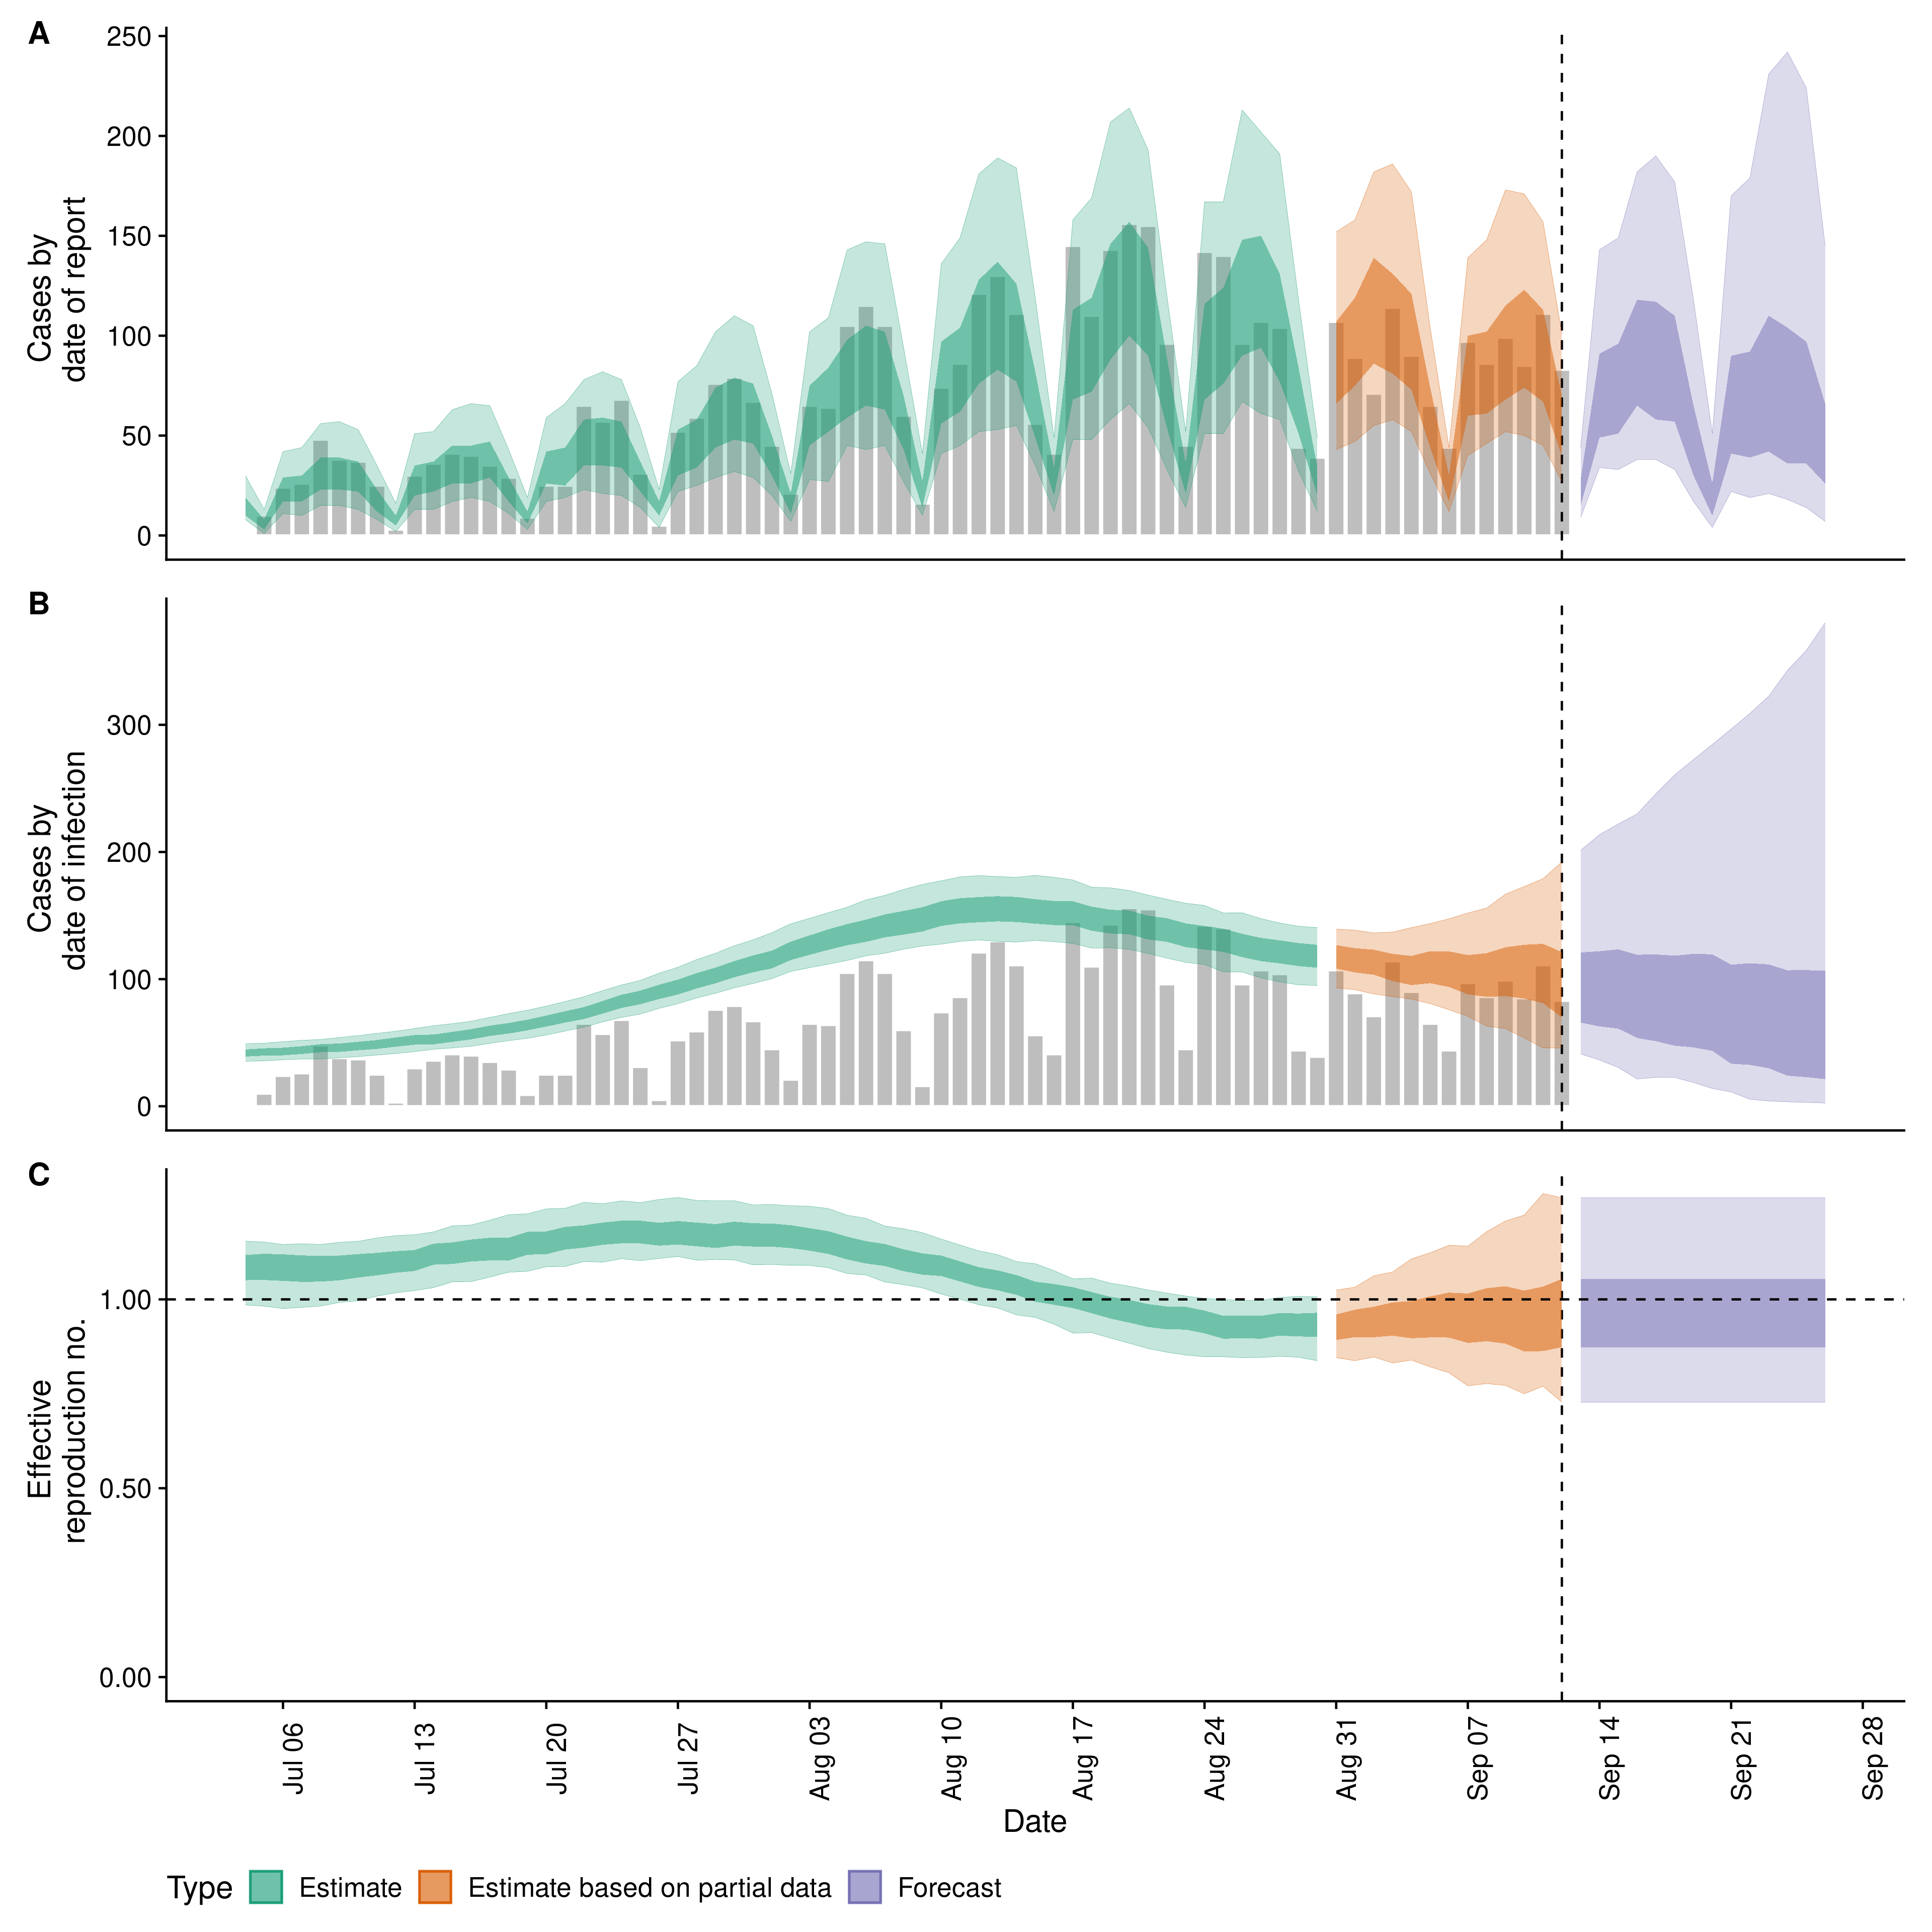 A
Cases by
date of report
250
200
150
100
50
0
B
Cases by
date of infection
300
200
100
0
C
Effective
reproduction no.
1.00
0.50
0.00
Jul 06
Jul 13
Jul 20
Jul 27
Aug 03
Aug 10
Aug 17
Aug 24
Aug 31
Sep 07
Sep 14
Sep 21
Sep 28
Date
Type Estimate Estimate based on partial data Forecast